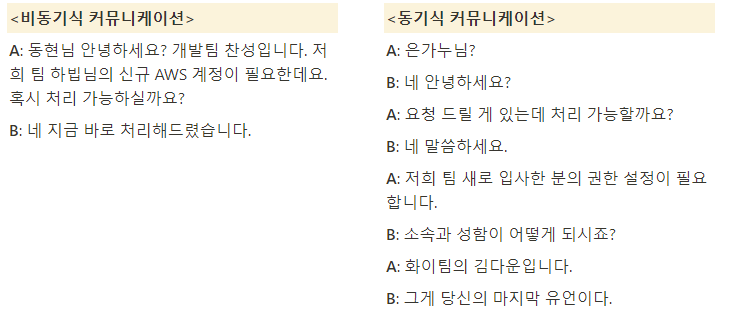 <비동기식 커뮤니케이션>
A: 동현님 안녕하세요? 개발팀 찬성입니다. 저
희 팀 하빕님의 신규 AWS 계정이 필요한데요.
혹시 처리 가능하실까요?
B: 네 지금 바로 처리해드렸습니다.
<동기식 커뮤니케이션>
A: 은가누님?
B: 네 안녕하세요?
A: 요청 드릴 게 있는데 처리 가능할까요?
B: 네 말씀하세요.
A: 저희 팀 새로 입사한 분의 권한 설정이 필요
합니다.
B: 소속과 성함이 어떻게 되시죠?
A: 화이팀의 김다운입니다.
B: 그게 당신의 마지막 유언이다.